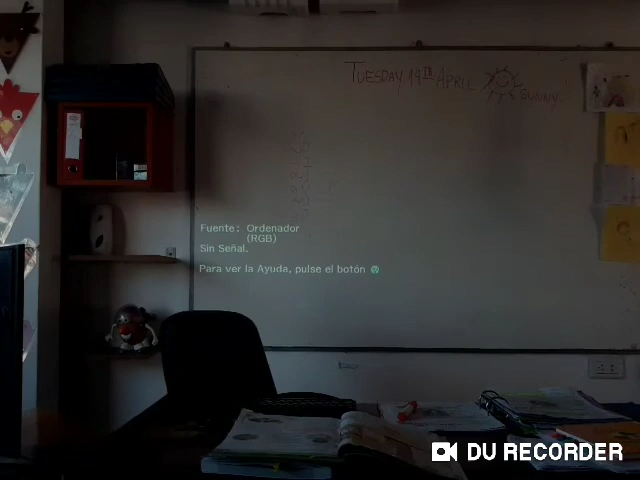 TUESDAY 19TH APRIL
SUNNY
Fuente: Ordenador
(RGB)
Sin Señal.
Para ver la Ayuda, pulse el botón
DU RECORDER